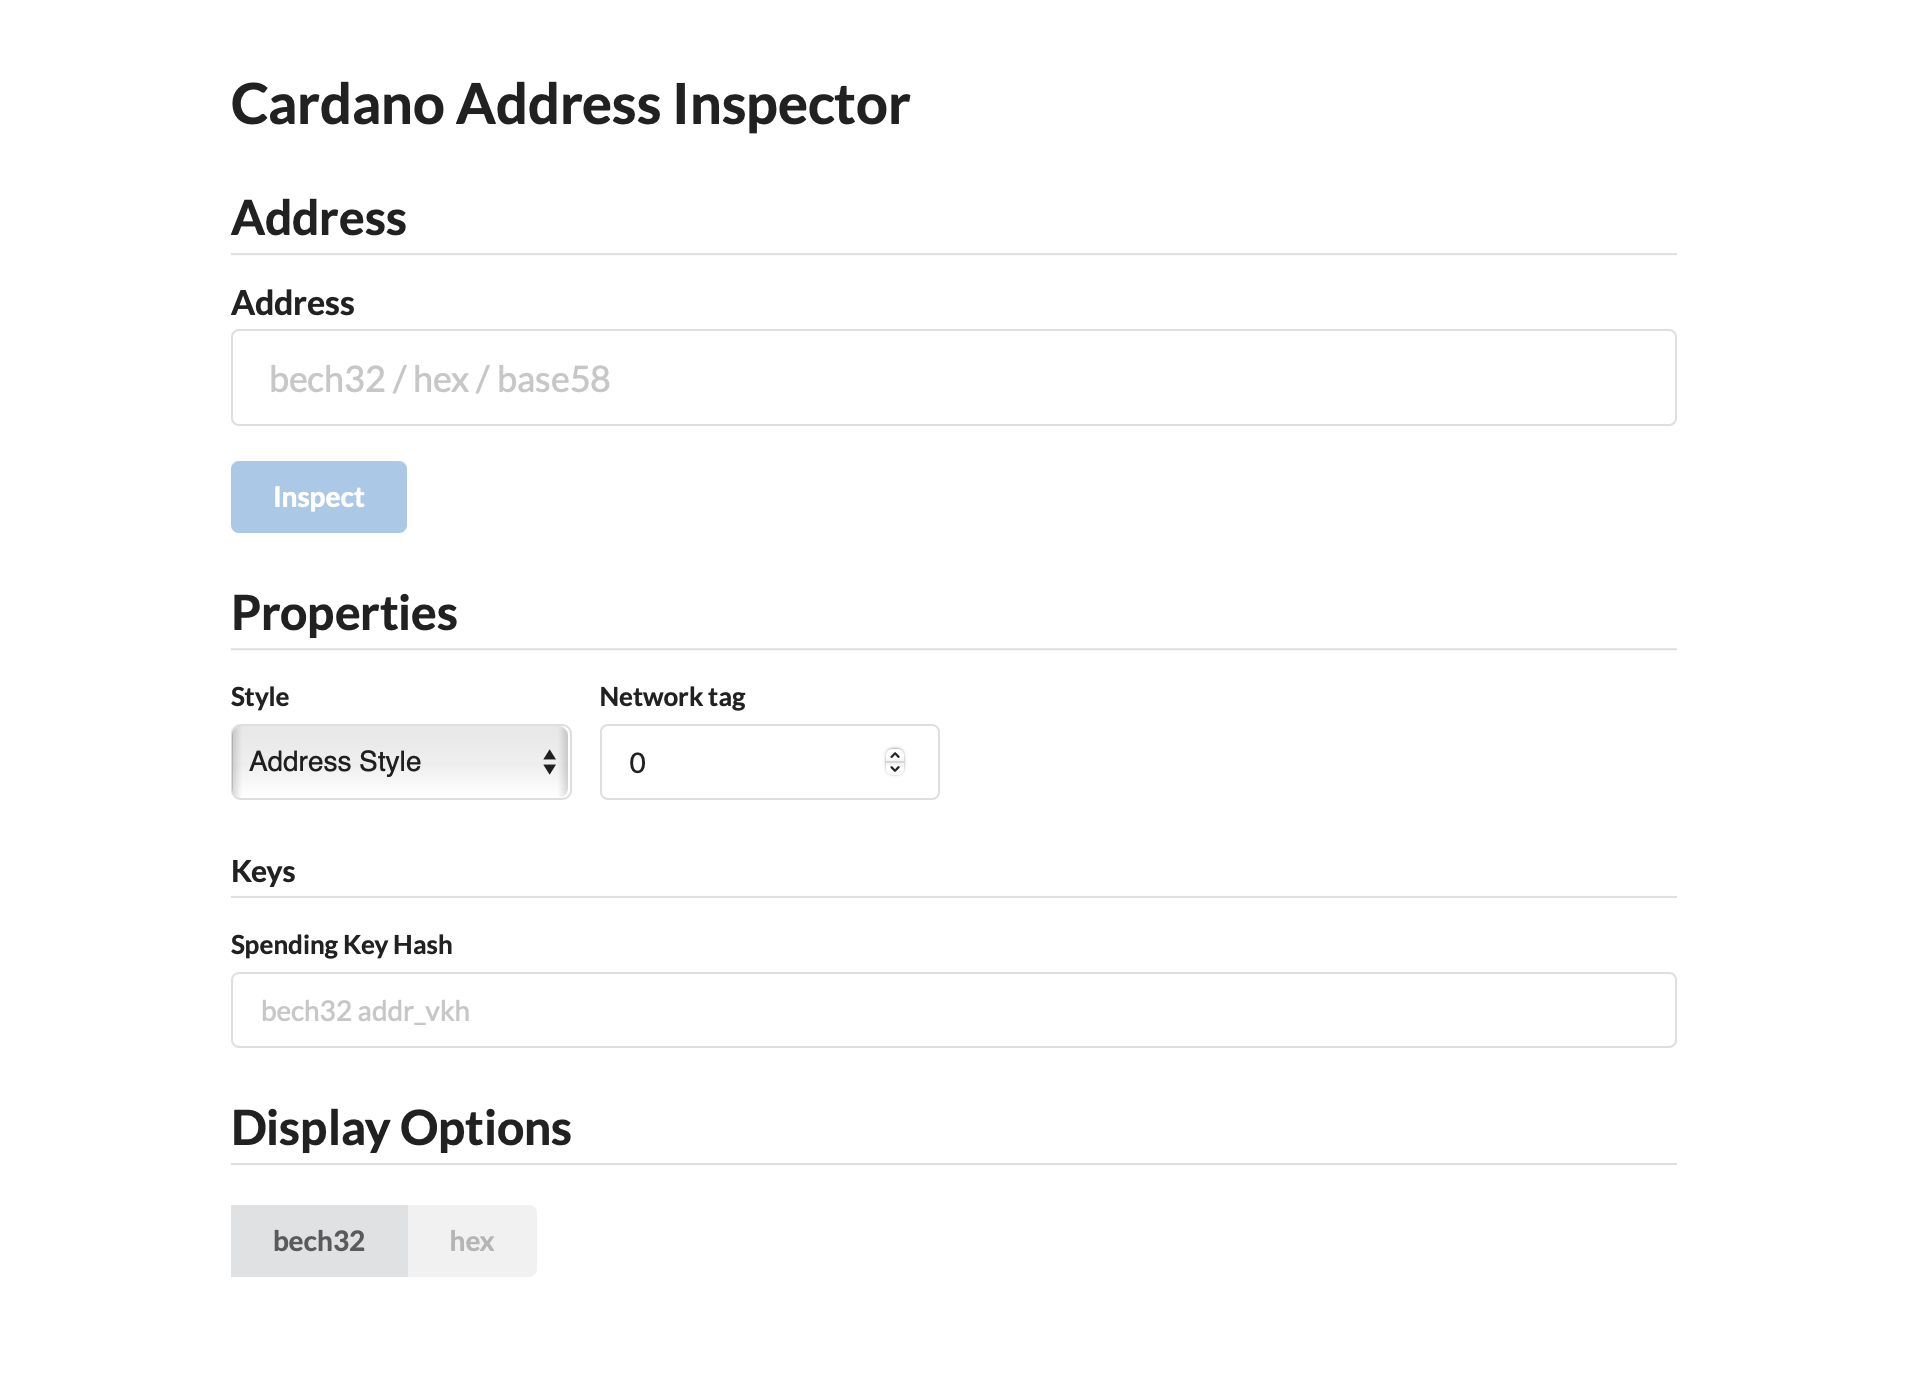 Cardano Address Inspector
Address
Address
bech32 / hex / base58
Inspect
Properties
Style
Network tag
Address Style
0
Keys
Spending Key Hash
bech32 addr_vkh
Display Options
bech32
hex